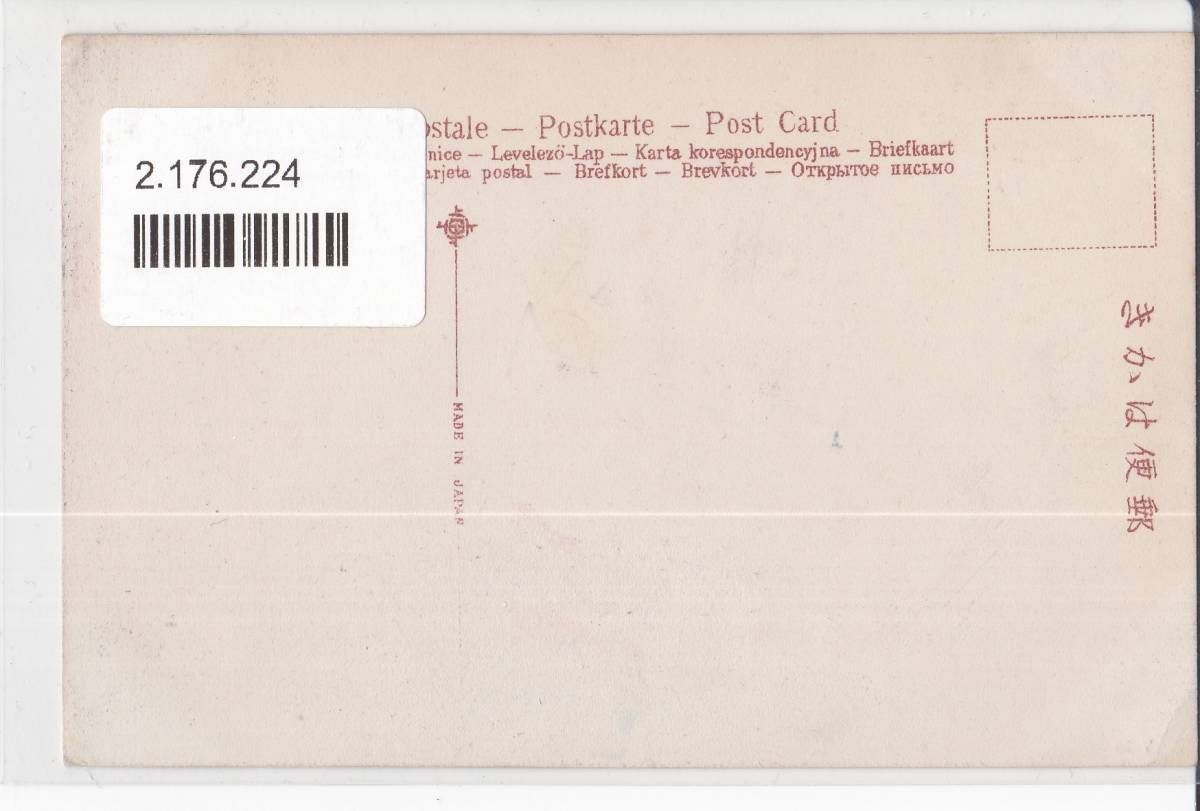 2.176.224
ostale — Postkarte — Post Card
nice — Levelező-Lap — Karta korespondencyjna — Briefkaart
arjeta postal — Brefkort — Brevkort — Открытое письмо
MADE IN JAPAN
きかは便郵